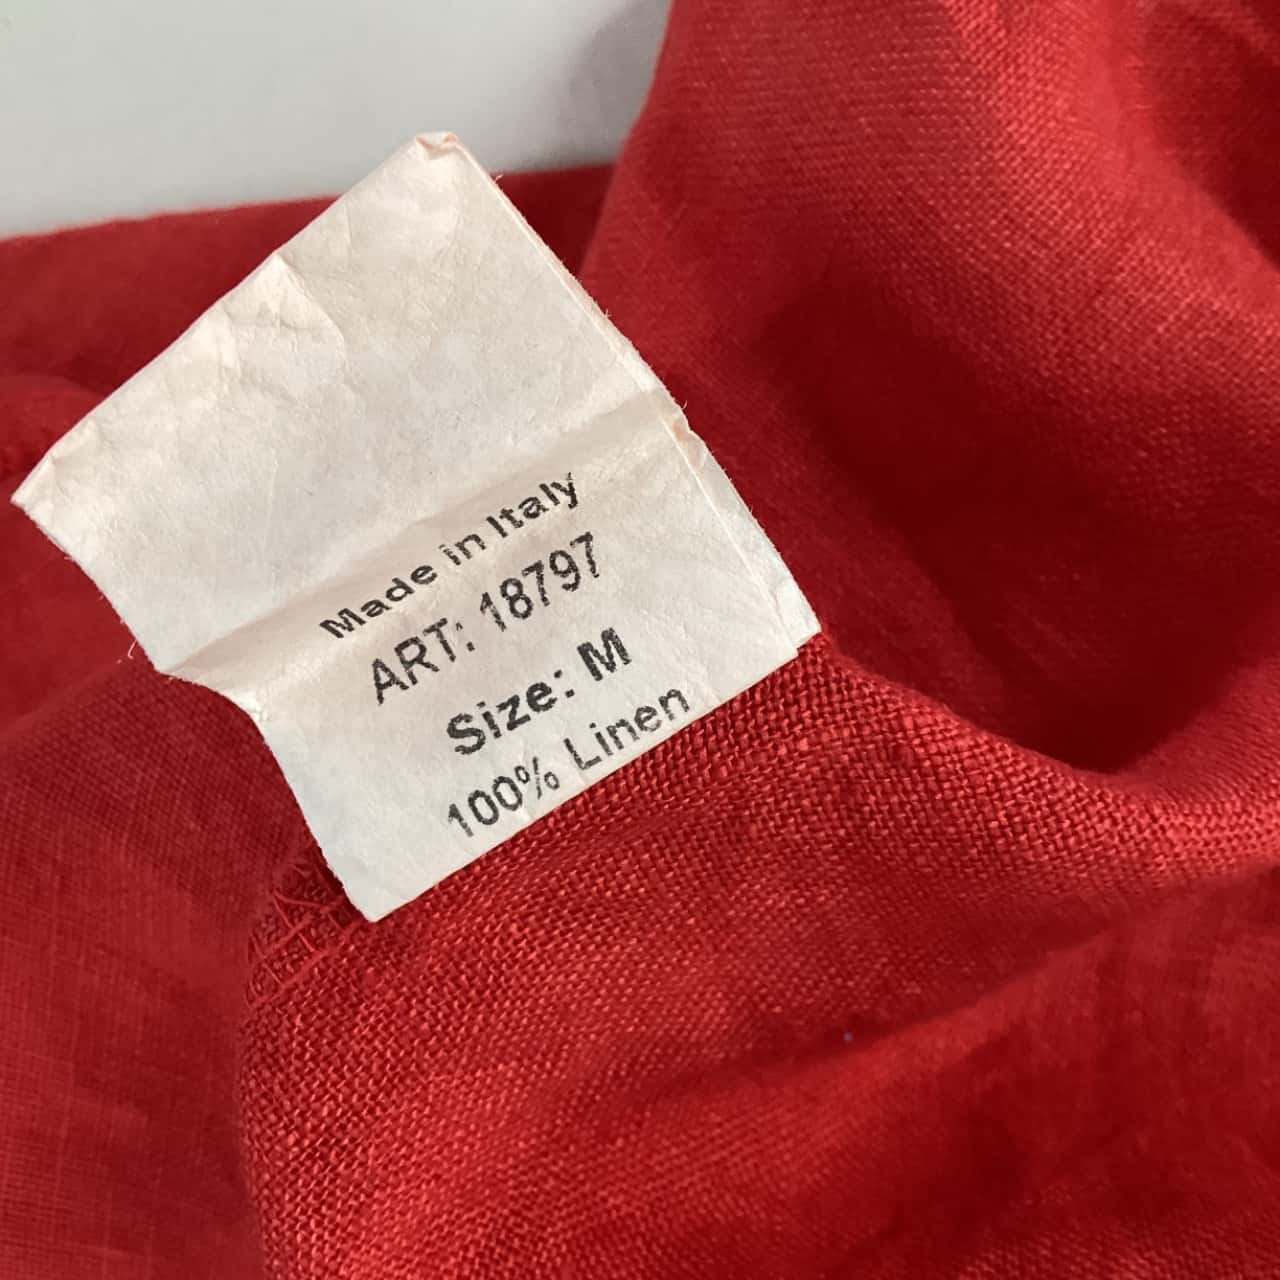 Made in Italy
ART: 18797
Size: M
100% Linen